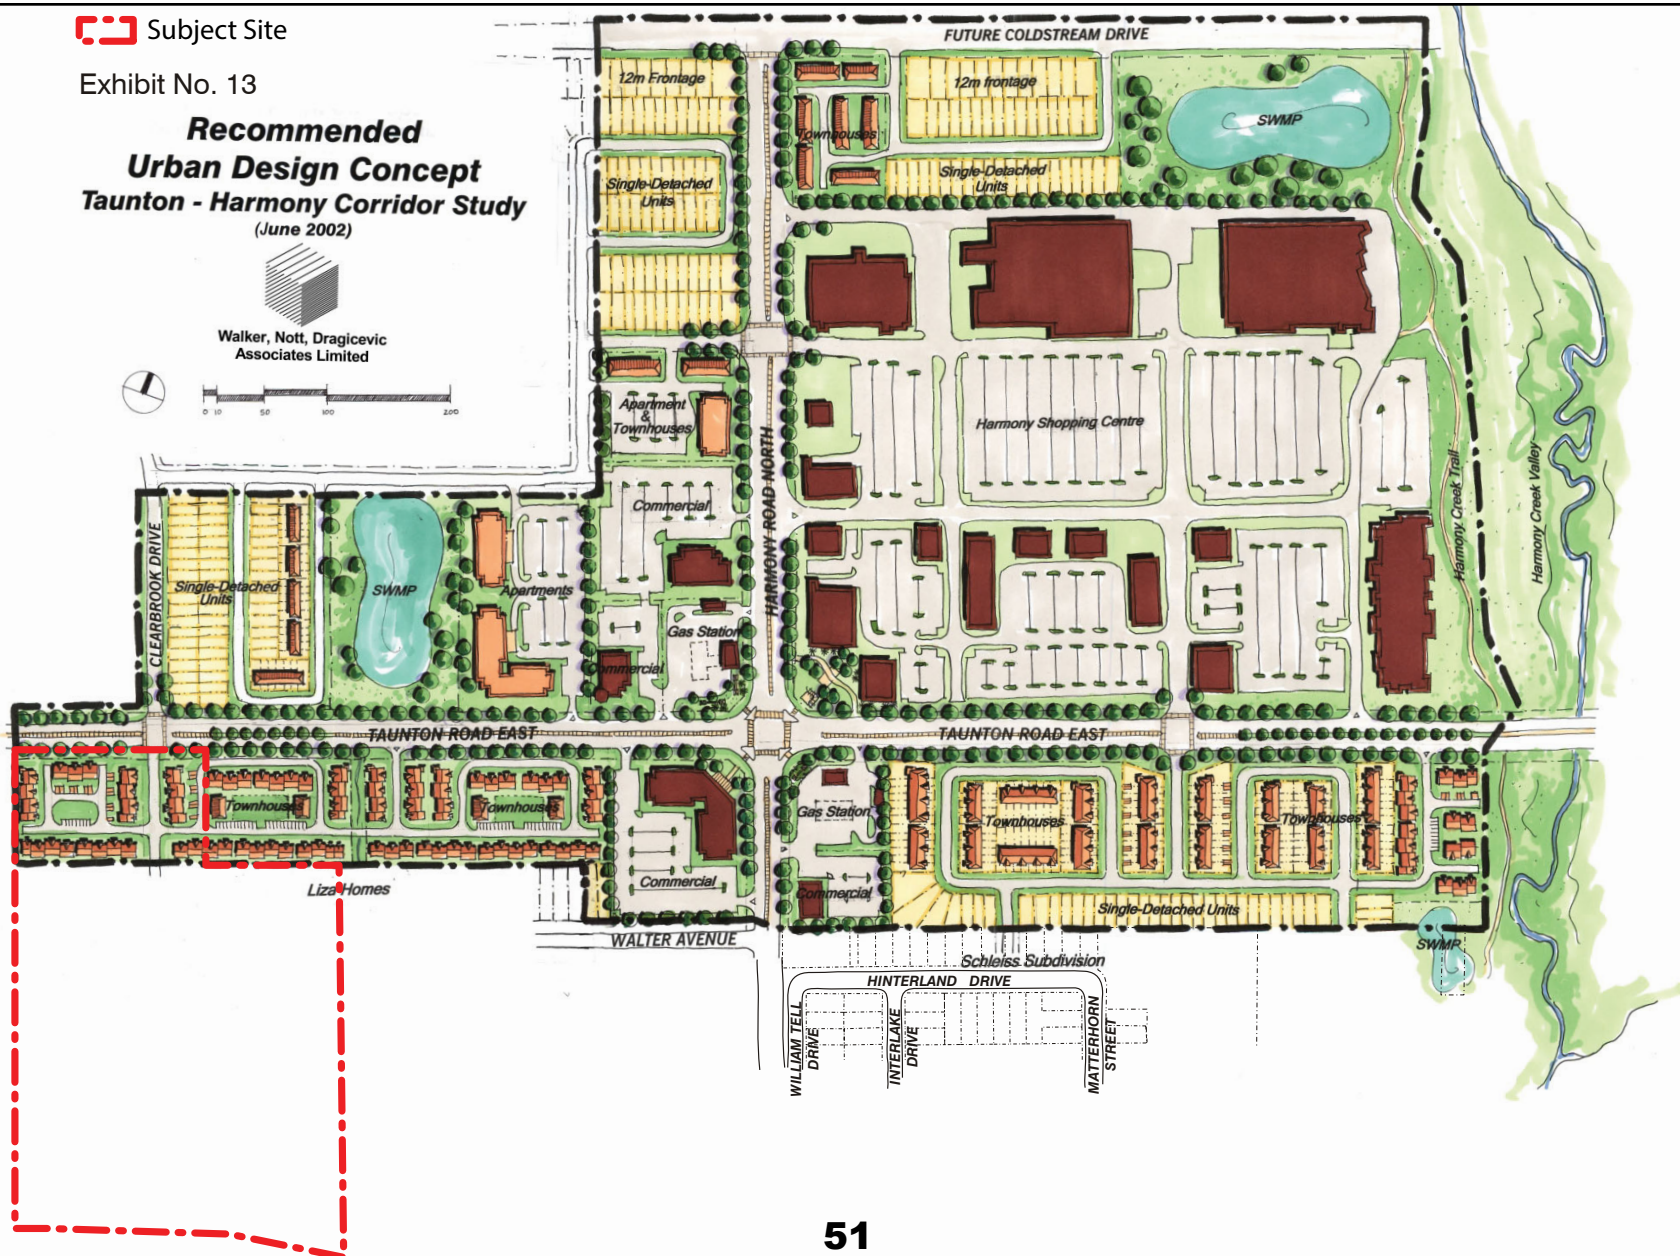 Subject Site
Exhibit No. 13
Recommended
Urban Design Concept
Taunton - Harmony Corridor Study
(June 2002)
Walker, Nott, Dragicevic
Associates Limited
0 10 50 100 200
FUTURE COLDSTREAM DRIVE
12m Frontage
12m frontage
SWMP
Townhouses
Single-Detached
Units
Single-Detached
Units
Apartment
&
Townhouses
HARMONY ROAD NORTH
Harmony Shopping Centre
Harmony Creek Trail
Harmony Creek Valley
Commercial
CLEARBROOK DRIVE
Single-Detached
Units
SWMP
Apartments
Gas Station
Commercial
TAUNTON ROAD EAST
TAUNTON ROAD EAST
Townhouses
Townhouses
Gas Station
Townhouses
Townhouses
Liza Homes
Commercial
Commercial
Single-Detached Units
WALTER AVENUE
SWMP
Schleiss Subdivision
HINTERLAND DRIVE
WILLIAM TELL
DRIVE
INTERLAKE
DRIVE
MATTERHORN
STREET
51